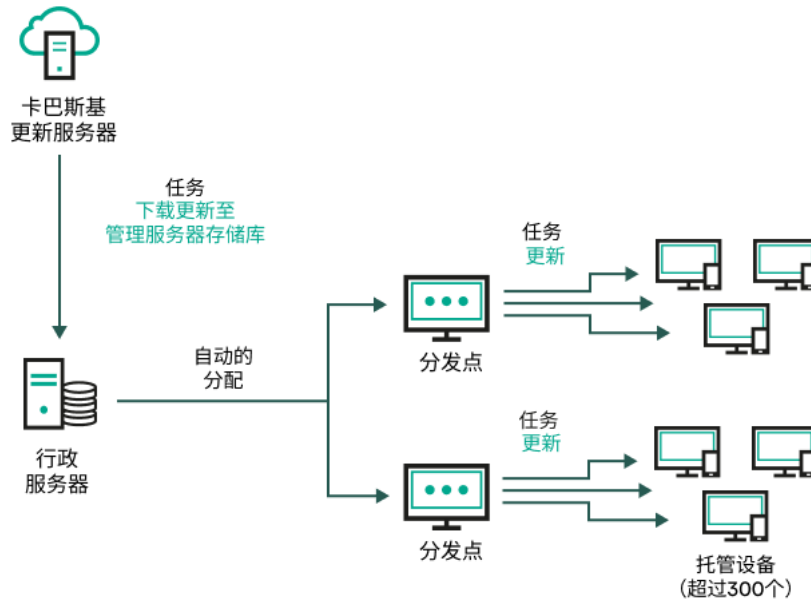 卡巴斯基
更新服务器
任务
下载更新至
管理服务器存储库
自动的
分配
行政
服务器
分发点
任务
更新
分发点
任务
更新
托管设备
（超过300个）